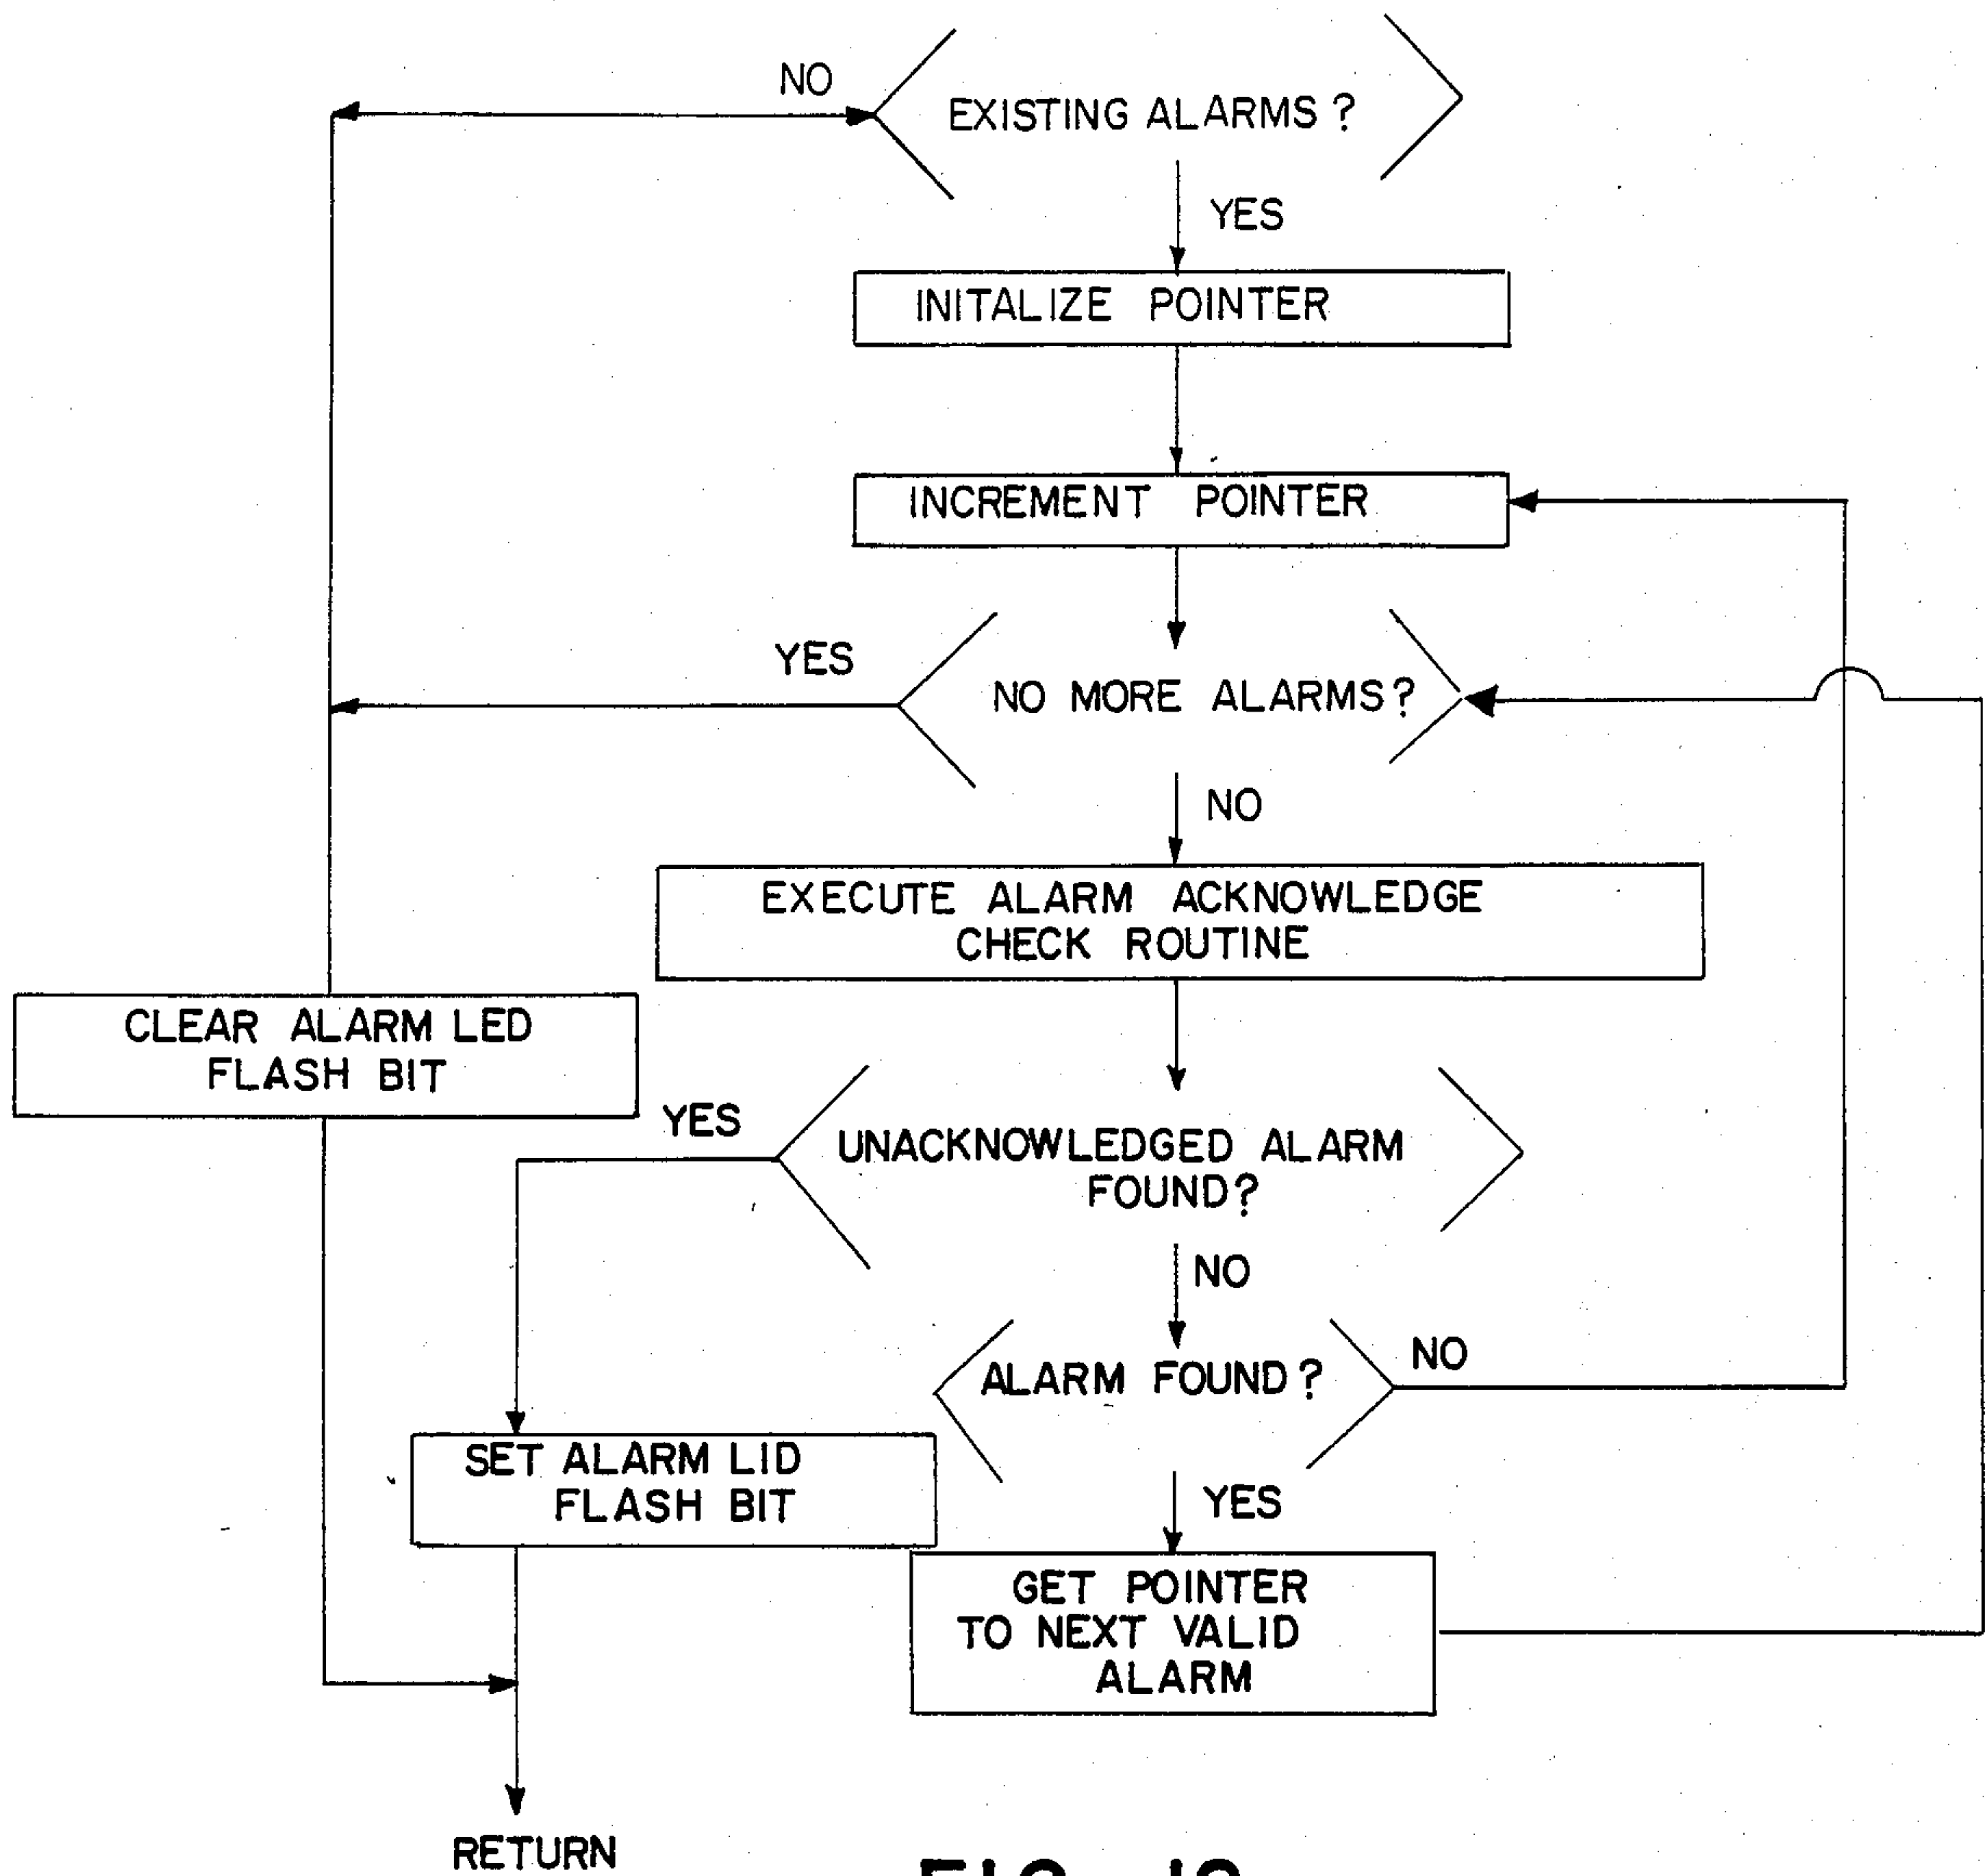 NO
EXISTING ALARMS?
YES
INITALIZE POINTER
INCREMENT POINTER
YES
NO MORE ALARMS?
NO
EXECUTE ALARM ACKNOWLEDGE
CHECK ROUTINE
CLEAR ALARM LED
FLASH BIT
YES
UNACKNOWLEDGED ALARM
FOUND?
NO
ALARM FOUND?
NO
SET ALARM LID
FLASH BIT
YES
GET POINTER
TO NEXT VALID
ALARM
RETURN